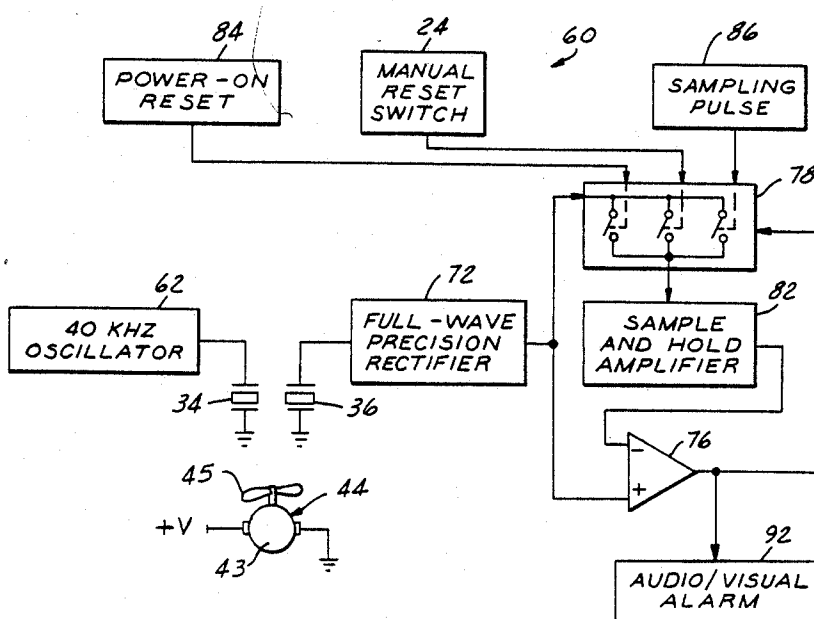 84
POWER-ON
RESET
24
MANUAL
RESET
SWITCH
60
86
SAMPLING
PULSE
78
62
40 KHZ
OSCILLATOR
34
36
72
FULL-WAVE
PRECISION
RECTIFIER
82
SAMPLE
AND HOLD
AMPLIFIER
76
-
+
45
44
+V
43
92
AUDIO/VISUAL
ALARM